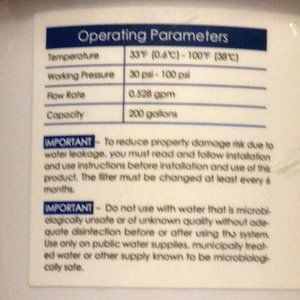 Operating Parameters
Temperature 33°F (0.6°C) - 100°F (38°C)
Working Pressure 30 psi - 100 psi
Flow Rate 0.528 gpm
Capacity 200 gallons
IMPORTANT – To reduce property damage risk due to
water leakage, you must read and follow installation
and use instructions before installation and use of this
product. The filter must be changed at least every 6
months.
IMPORTANT – Do not use with water that is microbi-
ologically unsafe or of unknown quality without ade-
quate disinfection before or after using the system.
Use only on public water supplies, municipally treat-
ed water or other supply known to be microbiologi-
cally safe.